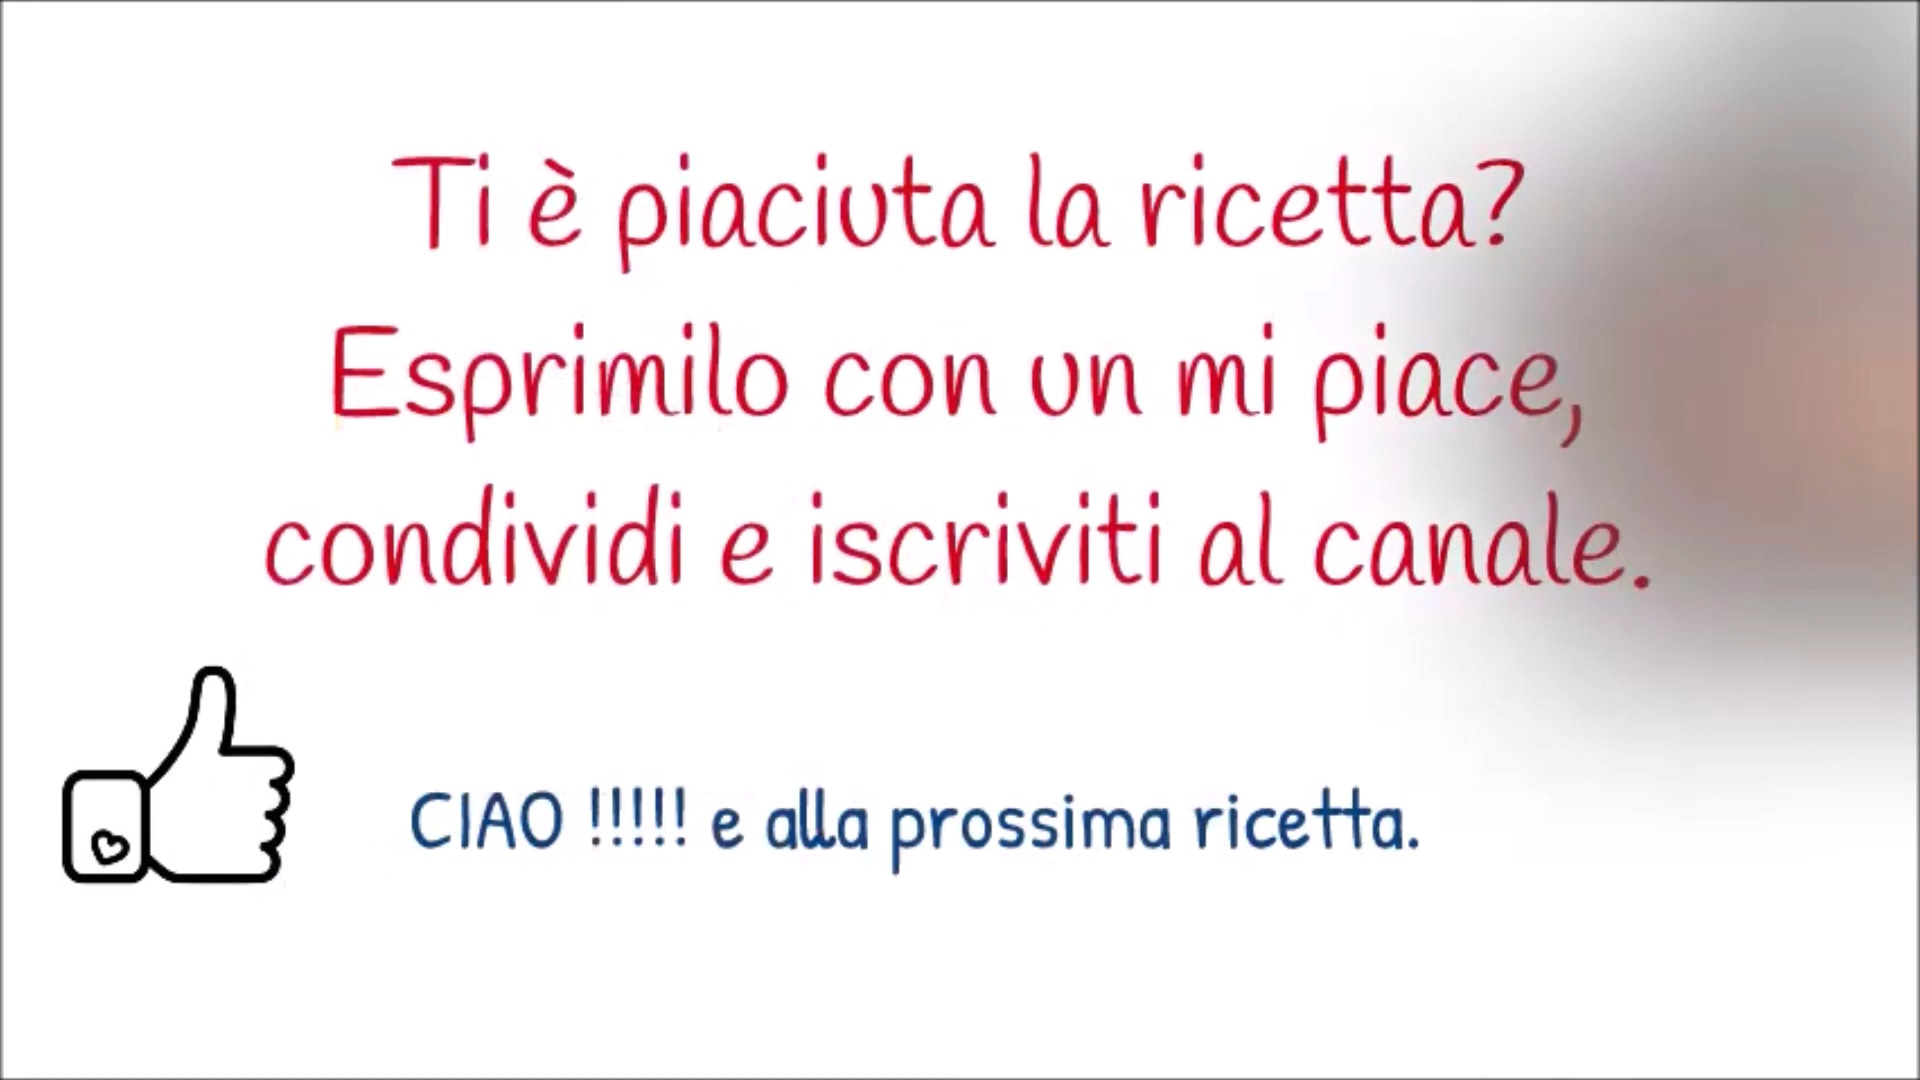 Ti è piaciuta la ricetta?
Esprimilo con un mi piace,
condividi e iscriviti al canale.
CIAO !!!!! e alla prossima ricetta.